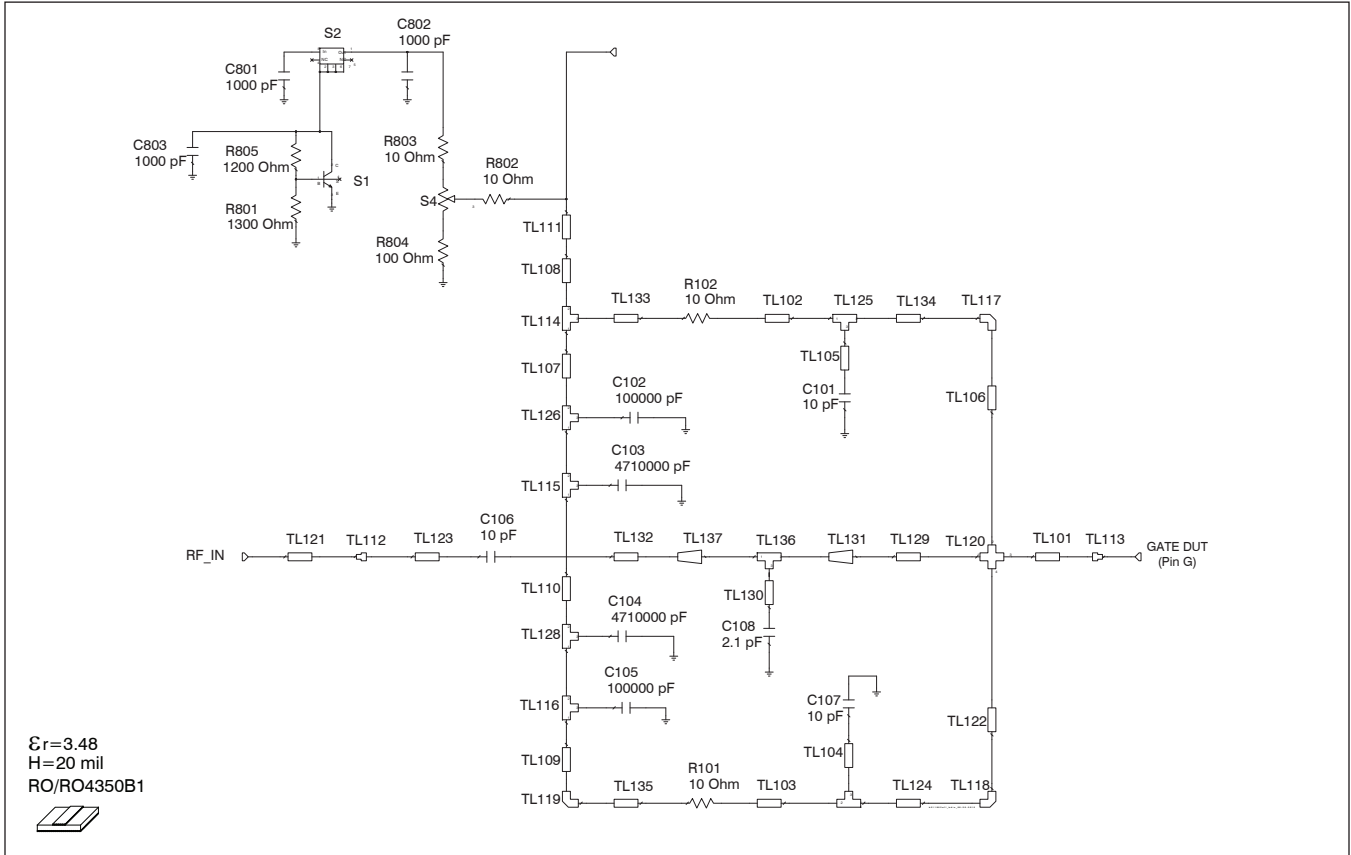 C802
1000 pF
S2
C801
1000 pF
In
Out
NC
NC
C803
1000 pF
R805
1200 Ohm
C
B
E
S1
R801
1300 Ohm
R803
10 Ohm
R802
10 Ohm
S4
R804
100 Ohm
TL111
TL108
TL114
TL133
R102
10 Ohm
TL102
TL125
TL134
TL117
TL107
TL105
C101
10 pF
TL106
C102
100000 pF
TL126
C103
4710000 pF
TL115
RF_IN
TL121
TL112
TL123
C106
10 pF
TL132
TL137
TL136
TL131
TL129
TL120
TL101
TL113
GATE DUT
(Pin G)
TL110
TL130
C104
4710000 pF
TL128
C108
2.1 pF
C105
100000 pF
TL116
C107
10 pF
TL122
TL109
TL104
TL119
TL135
R101
10 Ohm
TL103
TL124
TL118
Ɛr=3.48
H=20 mil
RO/RO4350B1